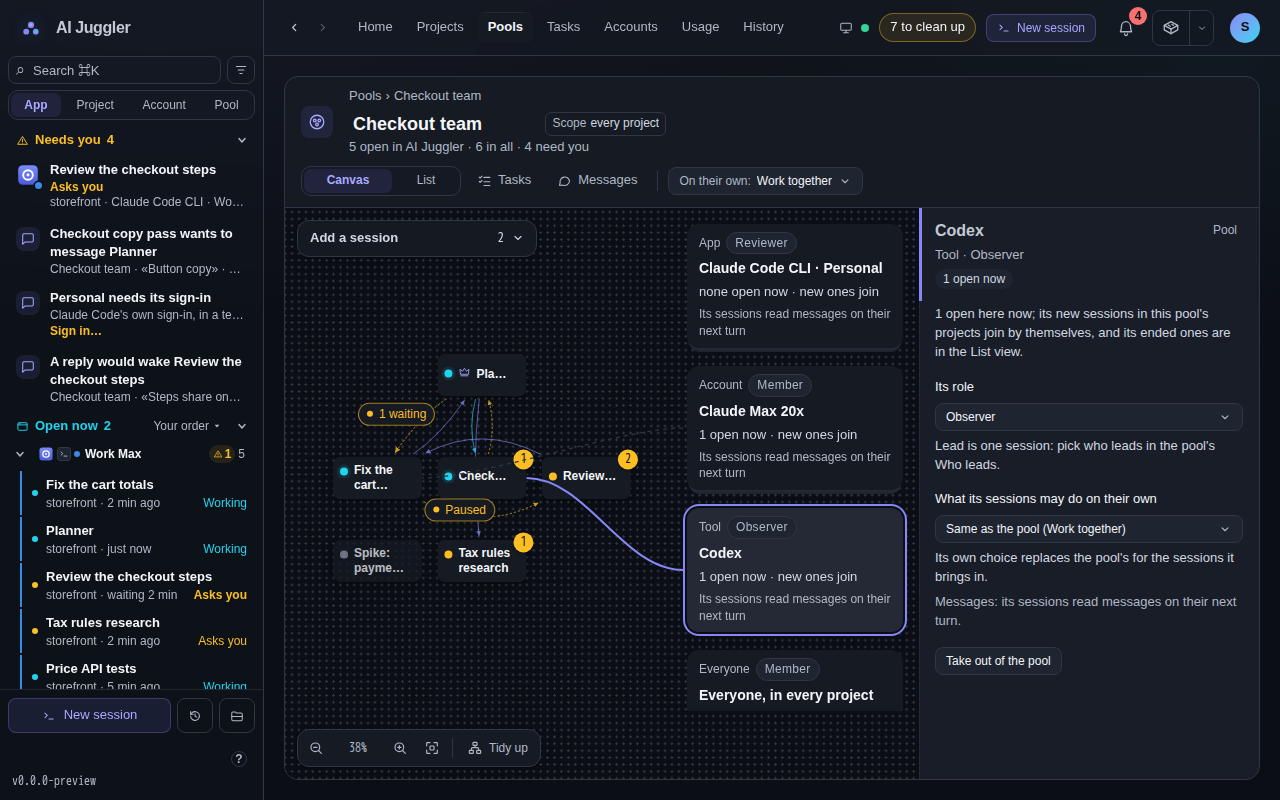 AI Juggler
Search ⌘K
App
Project
Account
Pool
Needs you 4
Review the checkout steps
Asks you
storefront · Claude Code CLI · Wo…
Checkout copy pass wants to
message Planner
Checkout team · «Button copy» · …
Personal needs its sign-in
Claude Code's own sign-in, in a te…
Sign in…
A reply would wake Review the
checkout steps
Checkout team · «Steps share on…
Open now 2
Your order
Work Max
1
5
Fix the cart totals
storefront · 2 min ago
Working
Planner
storefront · just now
Working
Review the checkout steps
storefront · waiting 2 min
Asks you
Tax rules research
storefront · 2 min ago
Asks you
Price API tests
storefront · 5 min ago
Working
New session
?
v0.0.0-preview
Home
Projects
Pools
Tasks
Accounts
Usage
History
7 to clean up
New session
4
S
Pools › Checkout team
Checkout team
Scope every project
5 open in AI Juggler · 6 in all · 4 need you
Canvas
List
Tasks
Messages
On their own: Work together
Add a session
2
Pla…
1 waiting
Fix the
cart…
1
Check…
2
Review…
Paused
Spike:
payme…
1
Tax rules
research
App
Reviewer
Claude Code CLI · Personal
none open now · new ones join
Its sessions read messages on their
next turn
Account
Member
Claude Max 20x
1 open now · new ones join
Its sessions read messages on their
next turn
Tool
Observer
Codex
1 open now · new ones join
Its sessions read messages on their
next turn
Everyone
Member
Everyone, in every project
38%
Tidy up
Codex
Pool
Tool · Observer
1 open now
1 open here now; its new sessions in this pool's
projects join by themselves, and its ended ones are
in the List view.
Its role
Observer
Lead is one session: pick who leads in the pool's
Who leads.
What its sessions may do on their own
Same as the pool (Work together)
Its own choice replaces the pool's for the sessions it
brings in.
Messages: its sessions read messages on their next
turn.
Take out of the pool